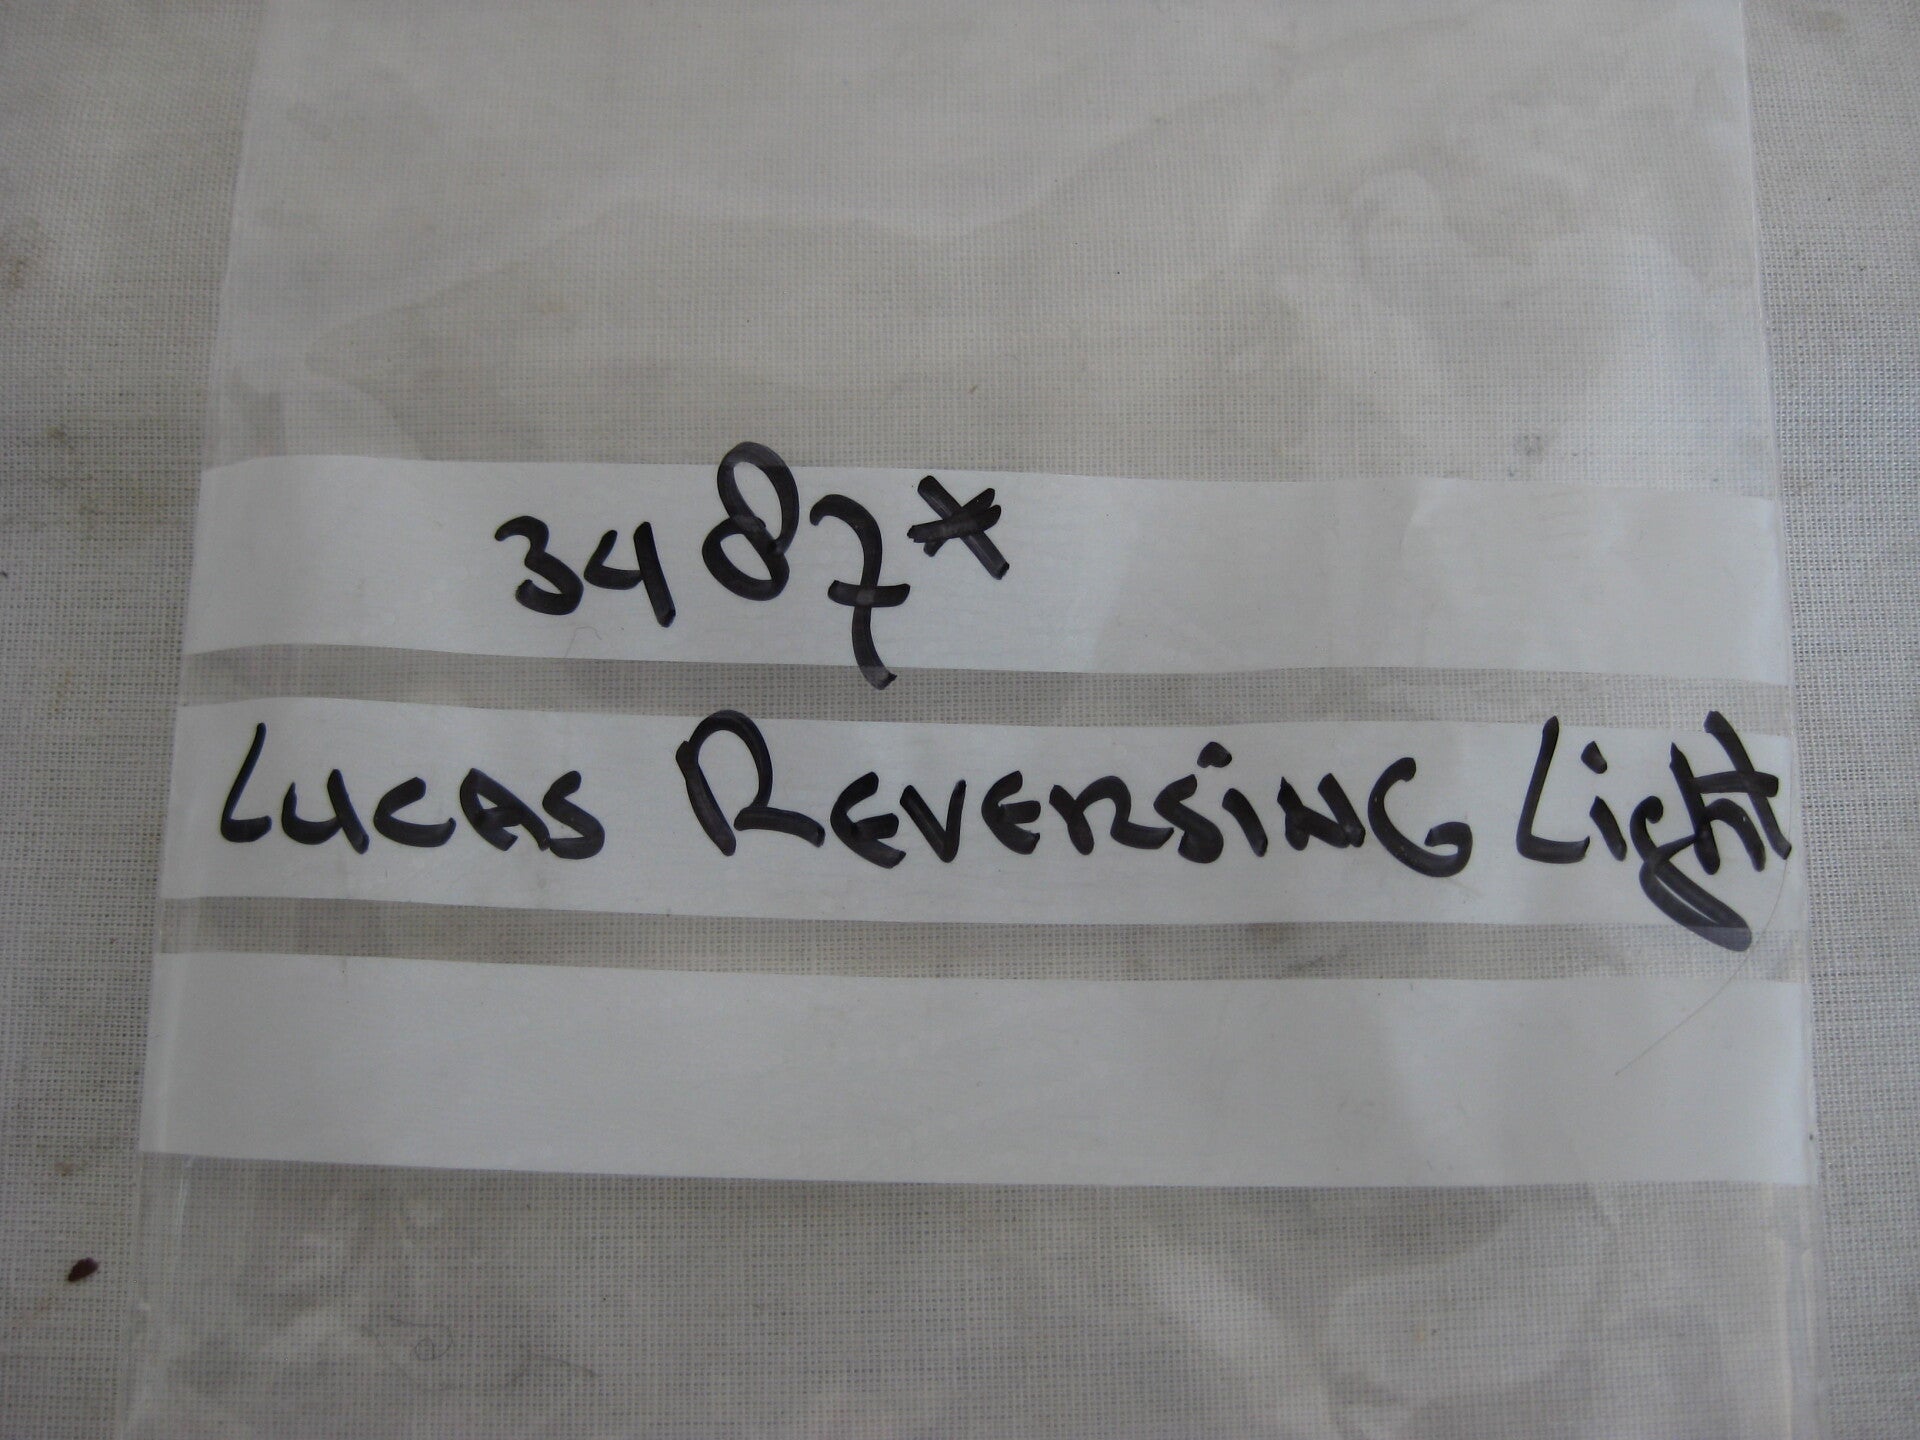 3487*
LUCAS REVERSING Light